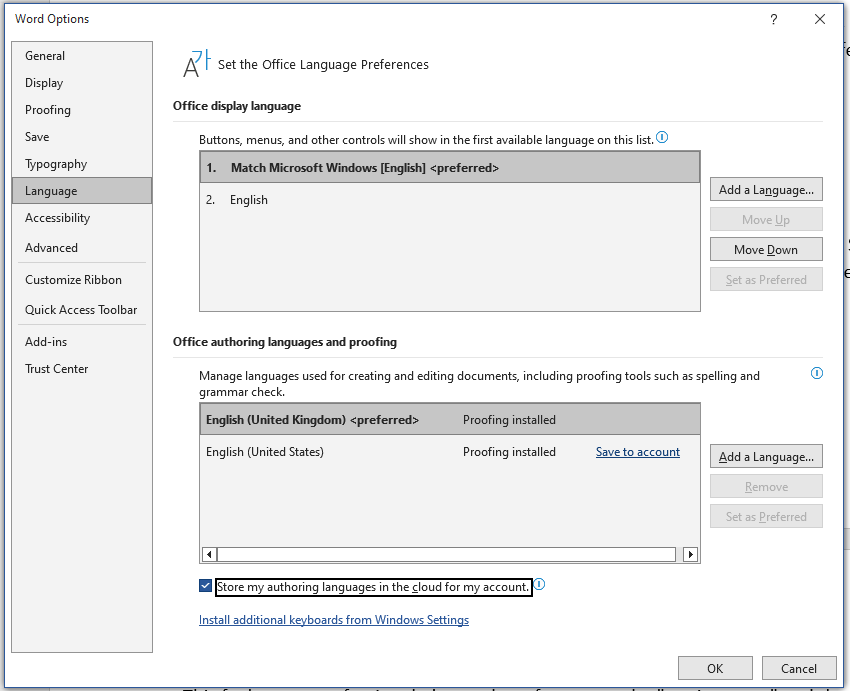 Word Options
?
General
Display
Proofing
Save
Typography
Language
Accessibility
Advanced
Customize Ribbon
Quick Access Toolbar
Add-ins
Trust Center
Set the Office Language Preferences
Office display language
Buttons, menus, and other controls will show in the first available language on this list.
1. Match Microsoft Windows [English] <preferred>
2. English
Add a Language...
Move Up
Move Down
Set as Preferred
Office authoring languages and proofing
Manage languages used for creating and editing documents, including proofing tools such as spelling and
grammar check.
English (United Kingdom) <preferred> Proofing installed
English (United States) Proofing installed Save to account
Add a Language...
Remove
Set as Preferred
Store my authoring languages in the cloud for my account.
Install additional keyboards from Windows Settings
OK
Cancel